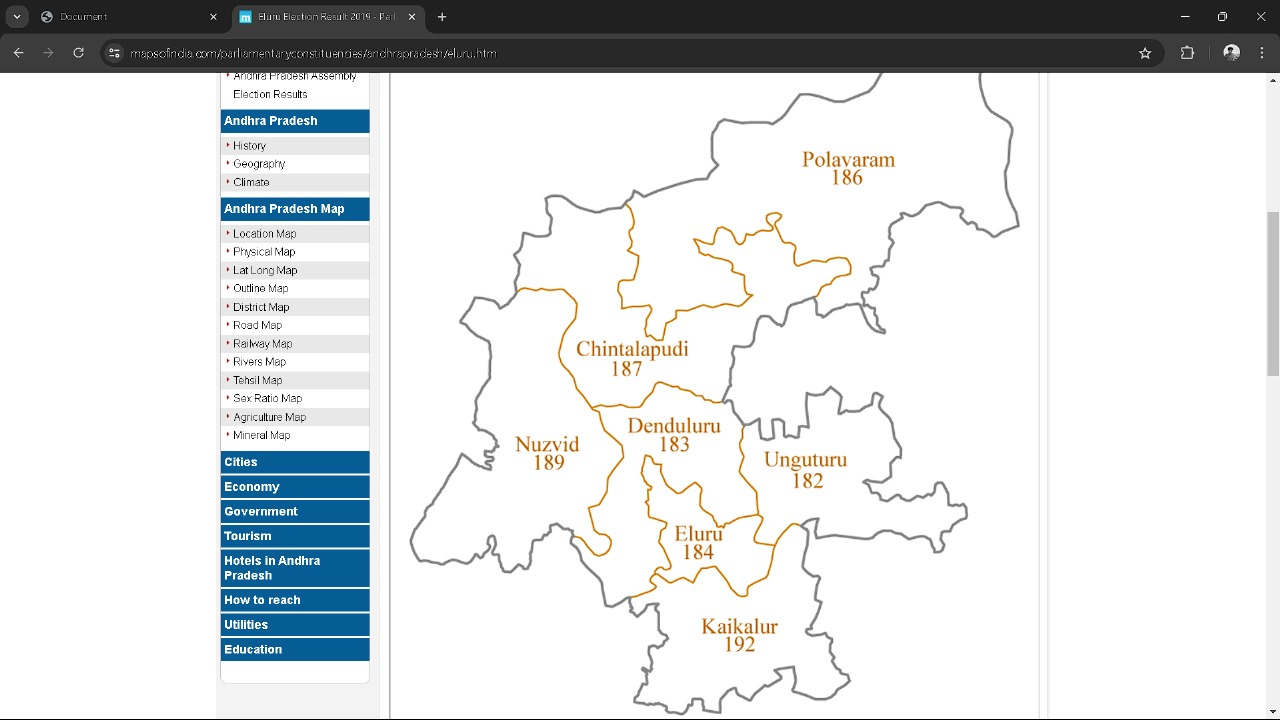 Document
Eluru Election Result 2019 - Parl
mapsofindia.com/parliamentaryconstituencies/andhrapradesh/eluru.htm
Andhra Pradesh Assembly
Election Results
Andhra Pradesh
History
Geography
Climate
Andhra Pradesh Map
Location Map
Physical Map
Lat Long Map
Outline Map
District Map
Road Map
Railway Map
Rivers Map
Tehsil Map
Sex Ratio Map
Agriculture Map
Mineral Map
Cities
Economy
Government
Tourism
Hotels in Andhra
Pradesh
How to reach
Utilities
Education
Polavaram
186
Chintalapudi
187
Denduluru
183
Nuzvid
189
Unguturu
182
Eluru
184
Kaikalur
192